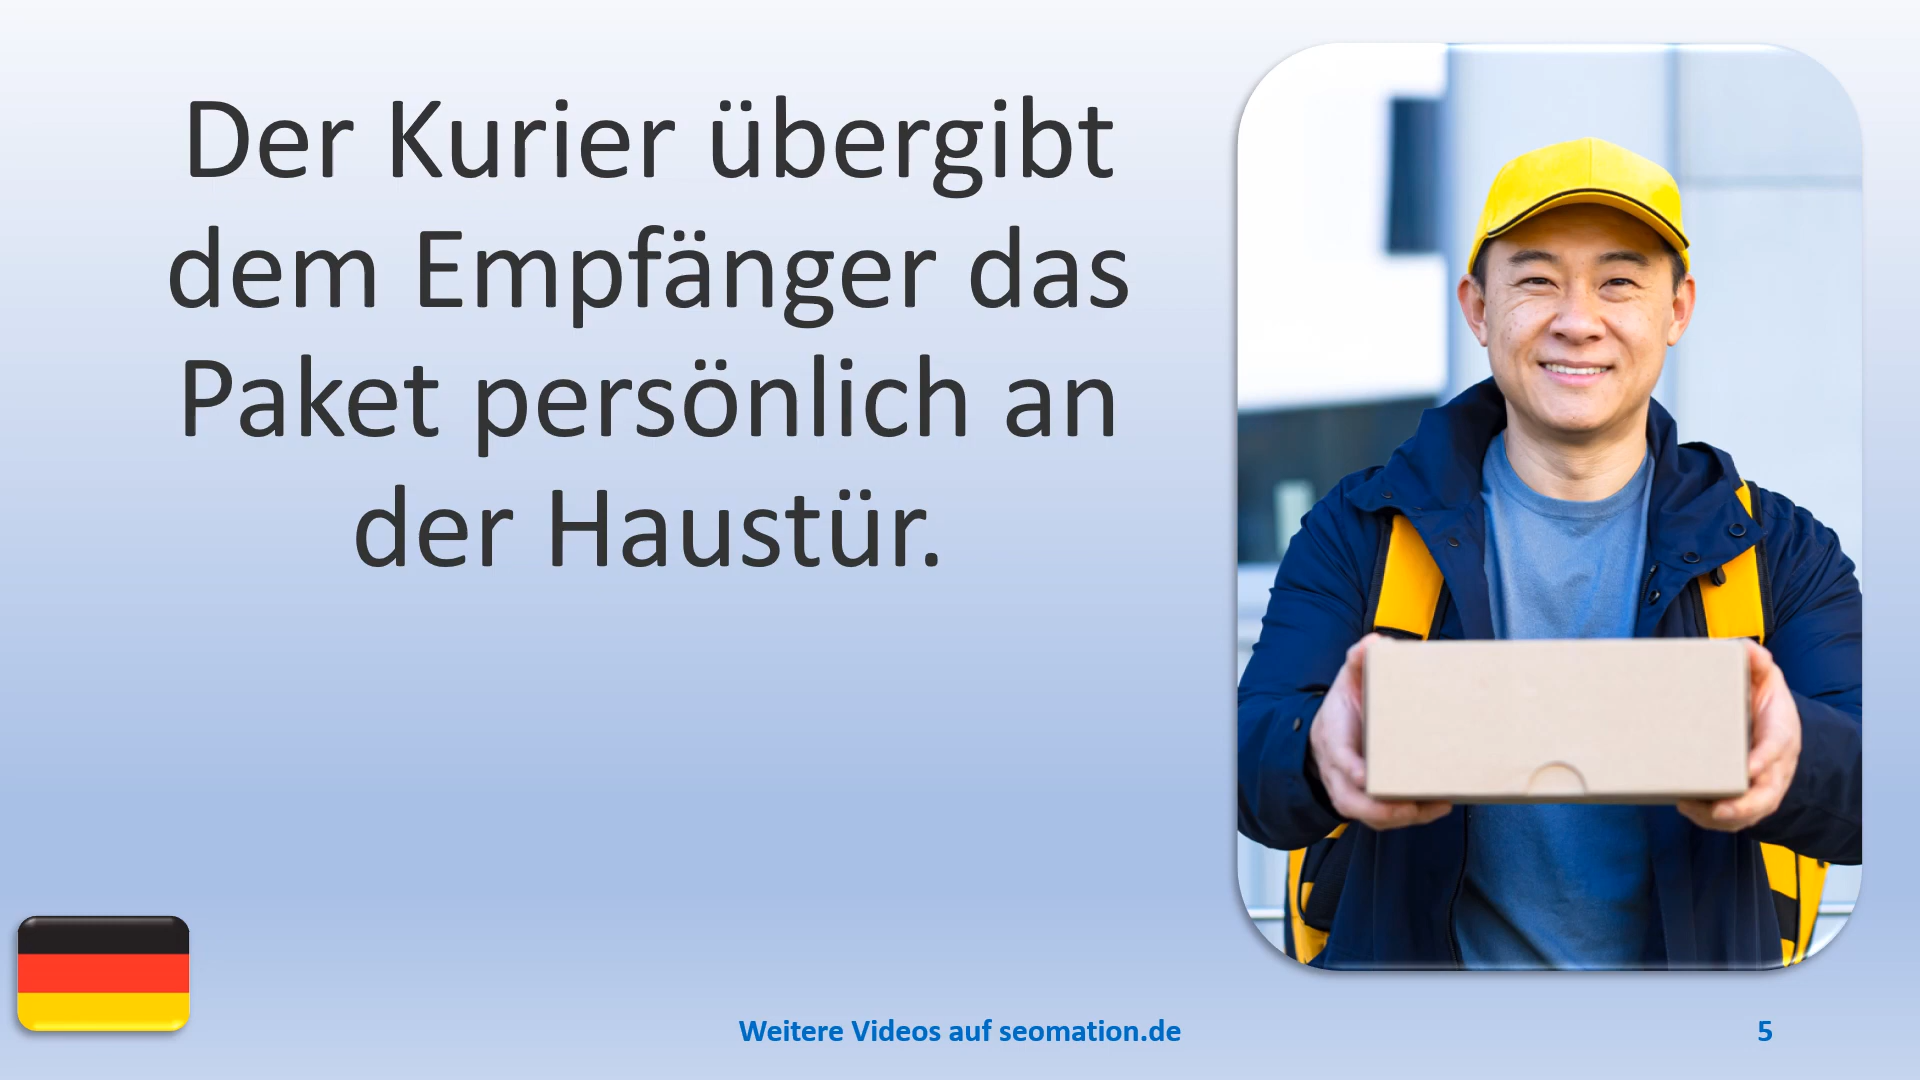 Der Kurier übergibt
dem Empfänger das
Paket persönlich an
der Haustür.
Weitere Videos auf seomation.de
5